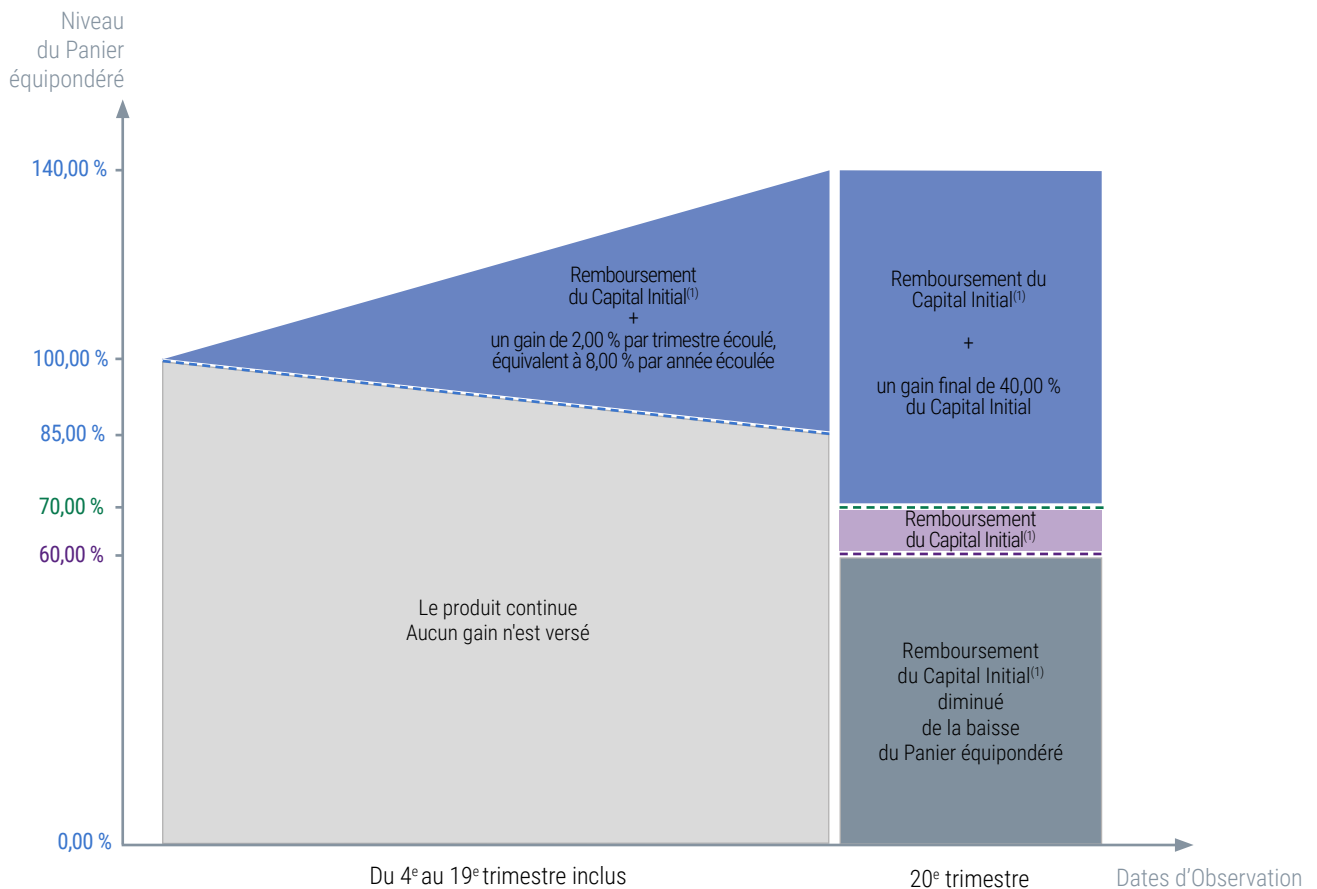 Niveau
du Panier
équipondéré
140,00 %
100,00 %
85,00 %
70,00 %
60,00 %
0,00 %
Remboursement
du Capital Initial(1)
+
un gain de 2,00 % par trimestre écoulé,
équivalent à 8,00 % par année écoulée
Le produit continue
Aucun gain n'est versé
Remboursement du
Capital Initial(1)
+
un gain final de 40,00 %
du Capital Initial
Remboursement
du Capital Initial(1)
Remboursement
du Capital Initial(1)
diminué
de la baisse
du Panier équipondéré
Du 4e au 19e trimestre inclus
20e trimestre
Dates d’Observation